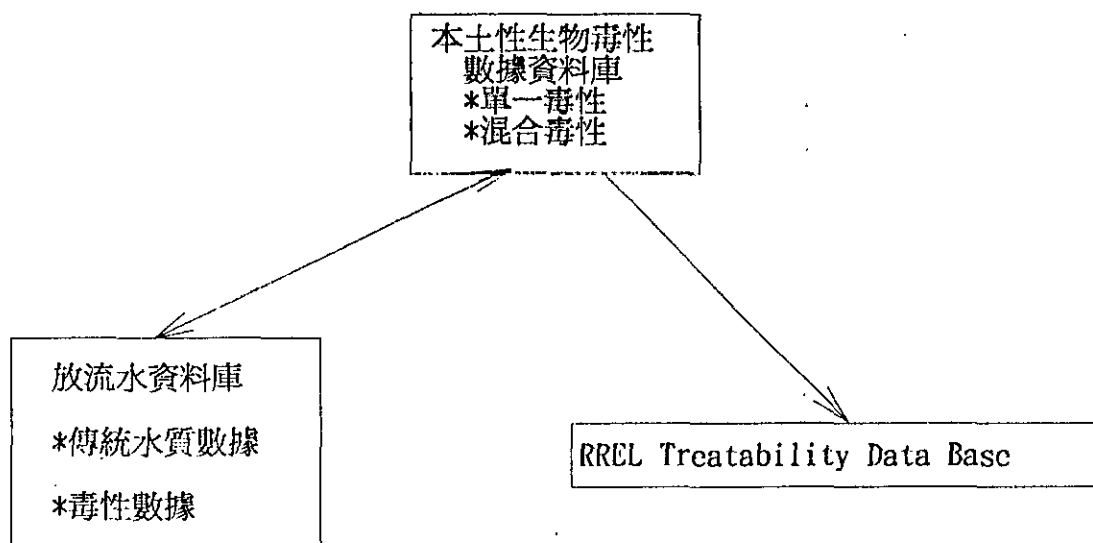 本土性生物毒性
數據資料庫
*單一毒性
*混合毒性
放流水資料庫
*傳統水質數據
*毒性數據
RREL Treatability Data Base